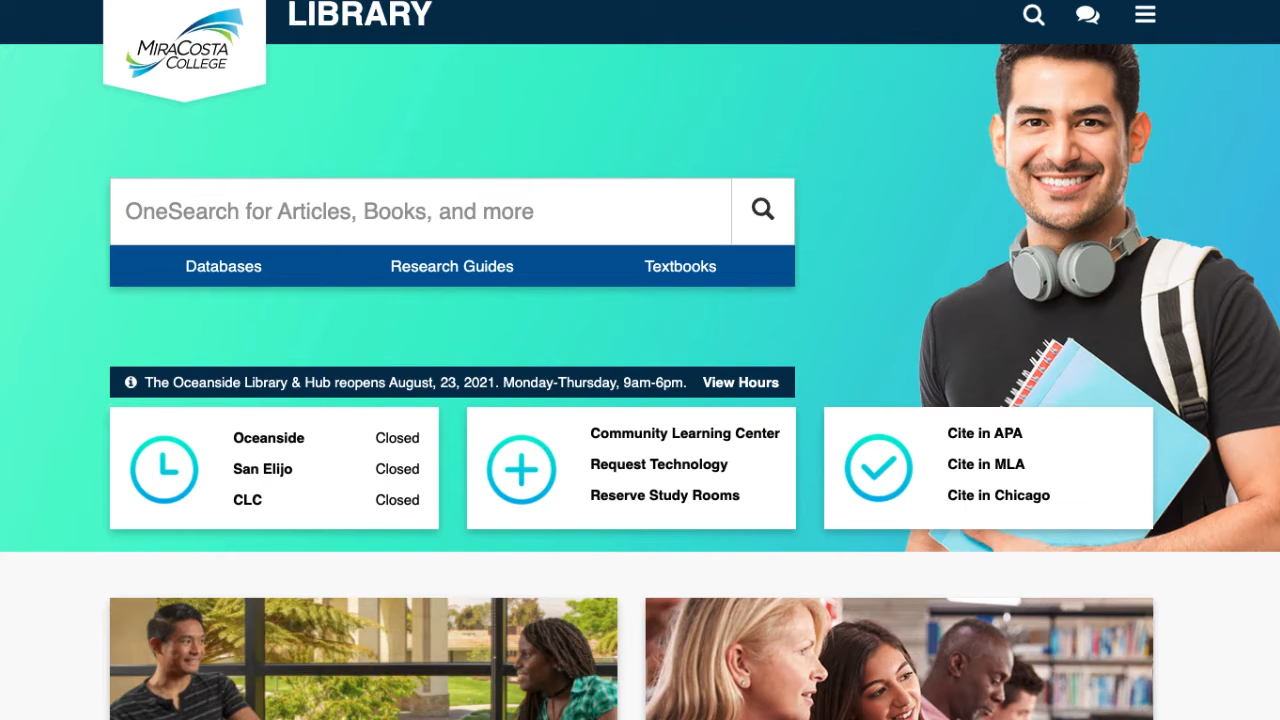 LIBRARY
MIRACOSTA
COLLEGE
OneSearch for Articles, Books, and more
Databases Research Guides Textbooks
The Oceanside Library & Hub reopens August, 23, 2021. Monday-Thursday, 9am-6pm. View Hours
Oceanside Closed
San Elijo Closed
CLC Closed
Community Learning Center
Request Technology
Reserve Study Rooms
Cite in APA
Cite in MLA
Cite in Chicago